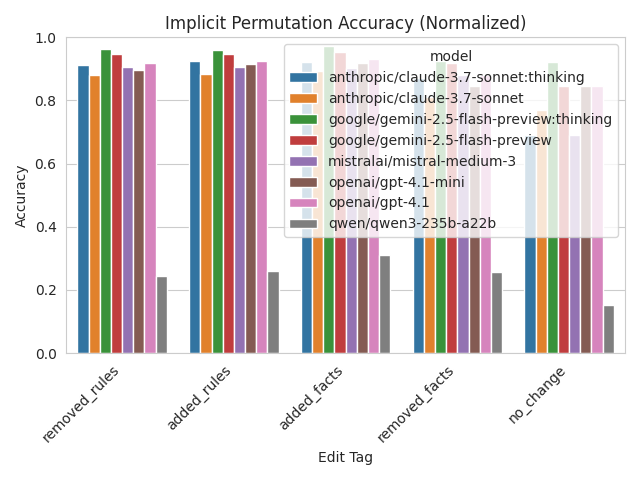 Implicit Permutation Accuracy (Normalized)
1.0
0.8
0.6
0.4
0.2
0.0
Accuracy
model
anthropic/claude-3.7-sonnet:thinking
anthropic/claude-3.7-sonnet
google/gemini-2.5-flash-preview:thinking
google/gemini-2.5-flash-preview
mistralai/mistral-medium-3
openai/gpt-4.1-mini
openai/gpt-4.1
qwen/qwen3-235b-a22b
removed_rules
added_rules
added_facts
removed_facts
no_change
Edit Tag